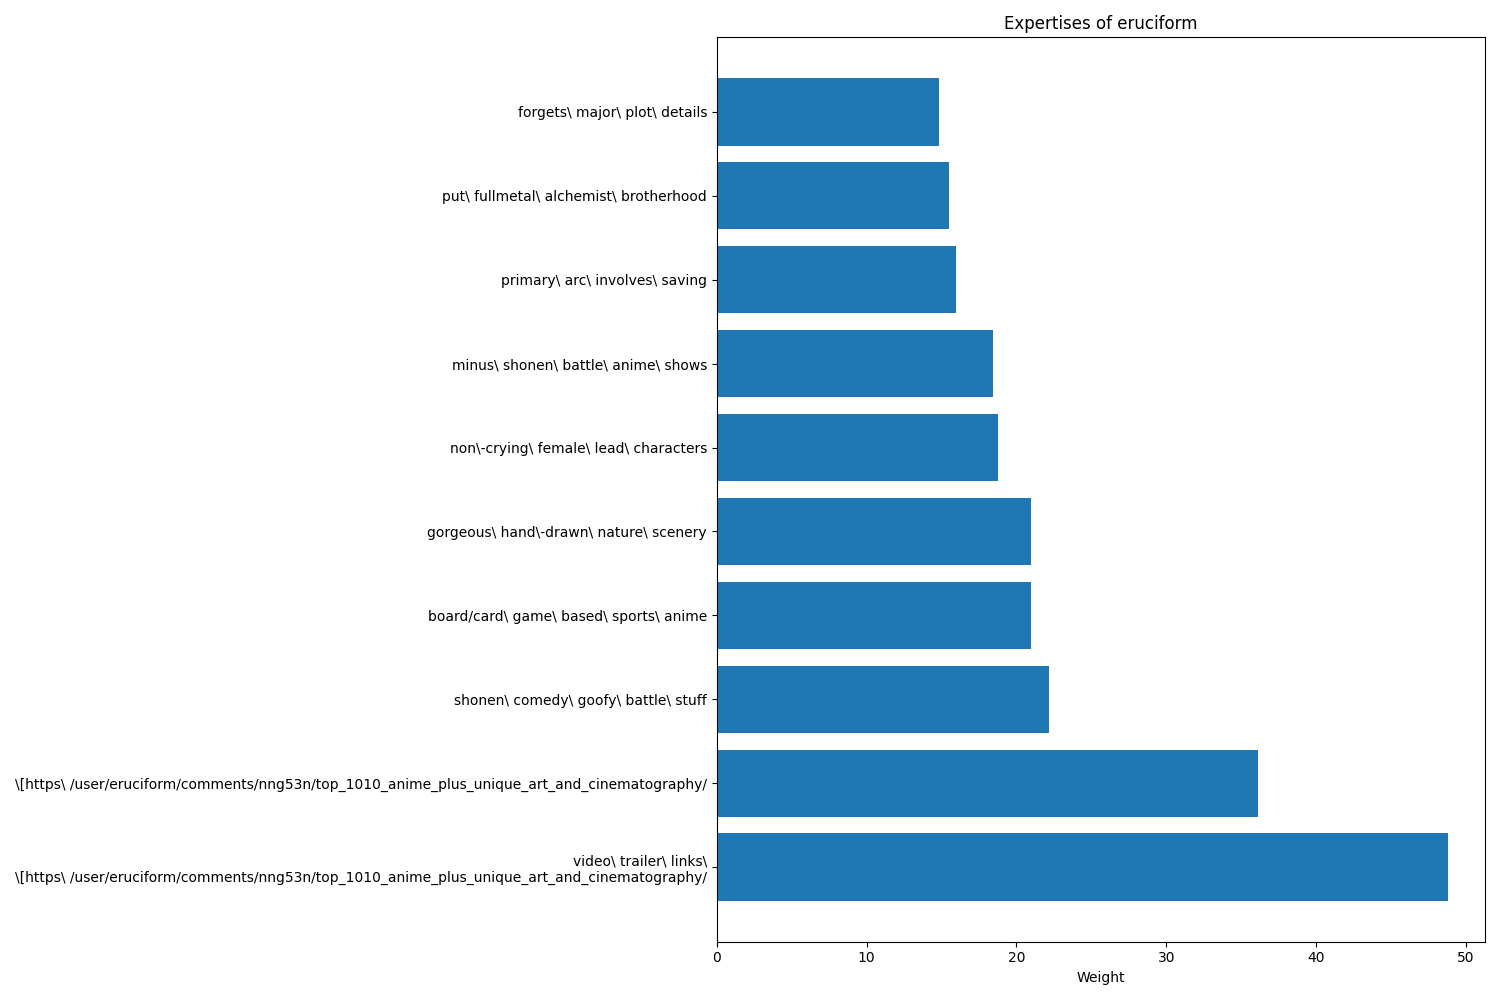 Expertises of eruciform
forgets\ major\ plot\ details
put\ fullmetal\ alchemist\ brotherhood
primary\ arc\ involves\ saving
minus\ shonen\ battle\ anime\ shows
non\-crying\ female\ lead\ characters
gorgeous\ hand\-drawn\ nature\ scenery
board/card\ game\ based\ sports\ anime
shonen\ comedy\ goofy\ battle\ stuff
\[https\ /user/eruciform/comments/nng53n/top_1010_anime_plus_unique_art_and_cinematography/
video\ trailer\ links\
\[https\ /user/eruciform/comments/nng53n/top_1010_anime_plus_unique_art_and_cinematography/
0 10 20 30 40 50
Weight